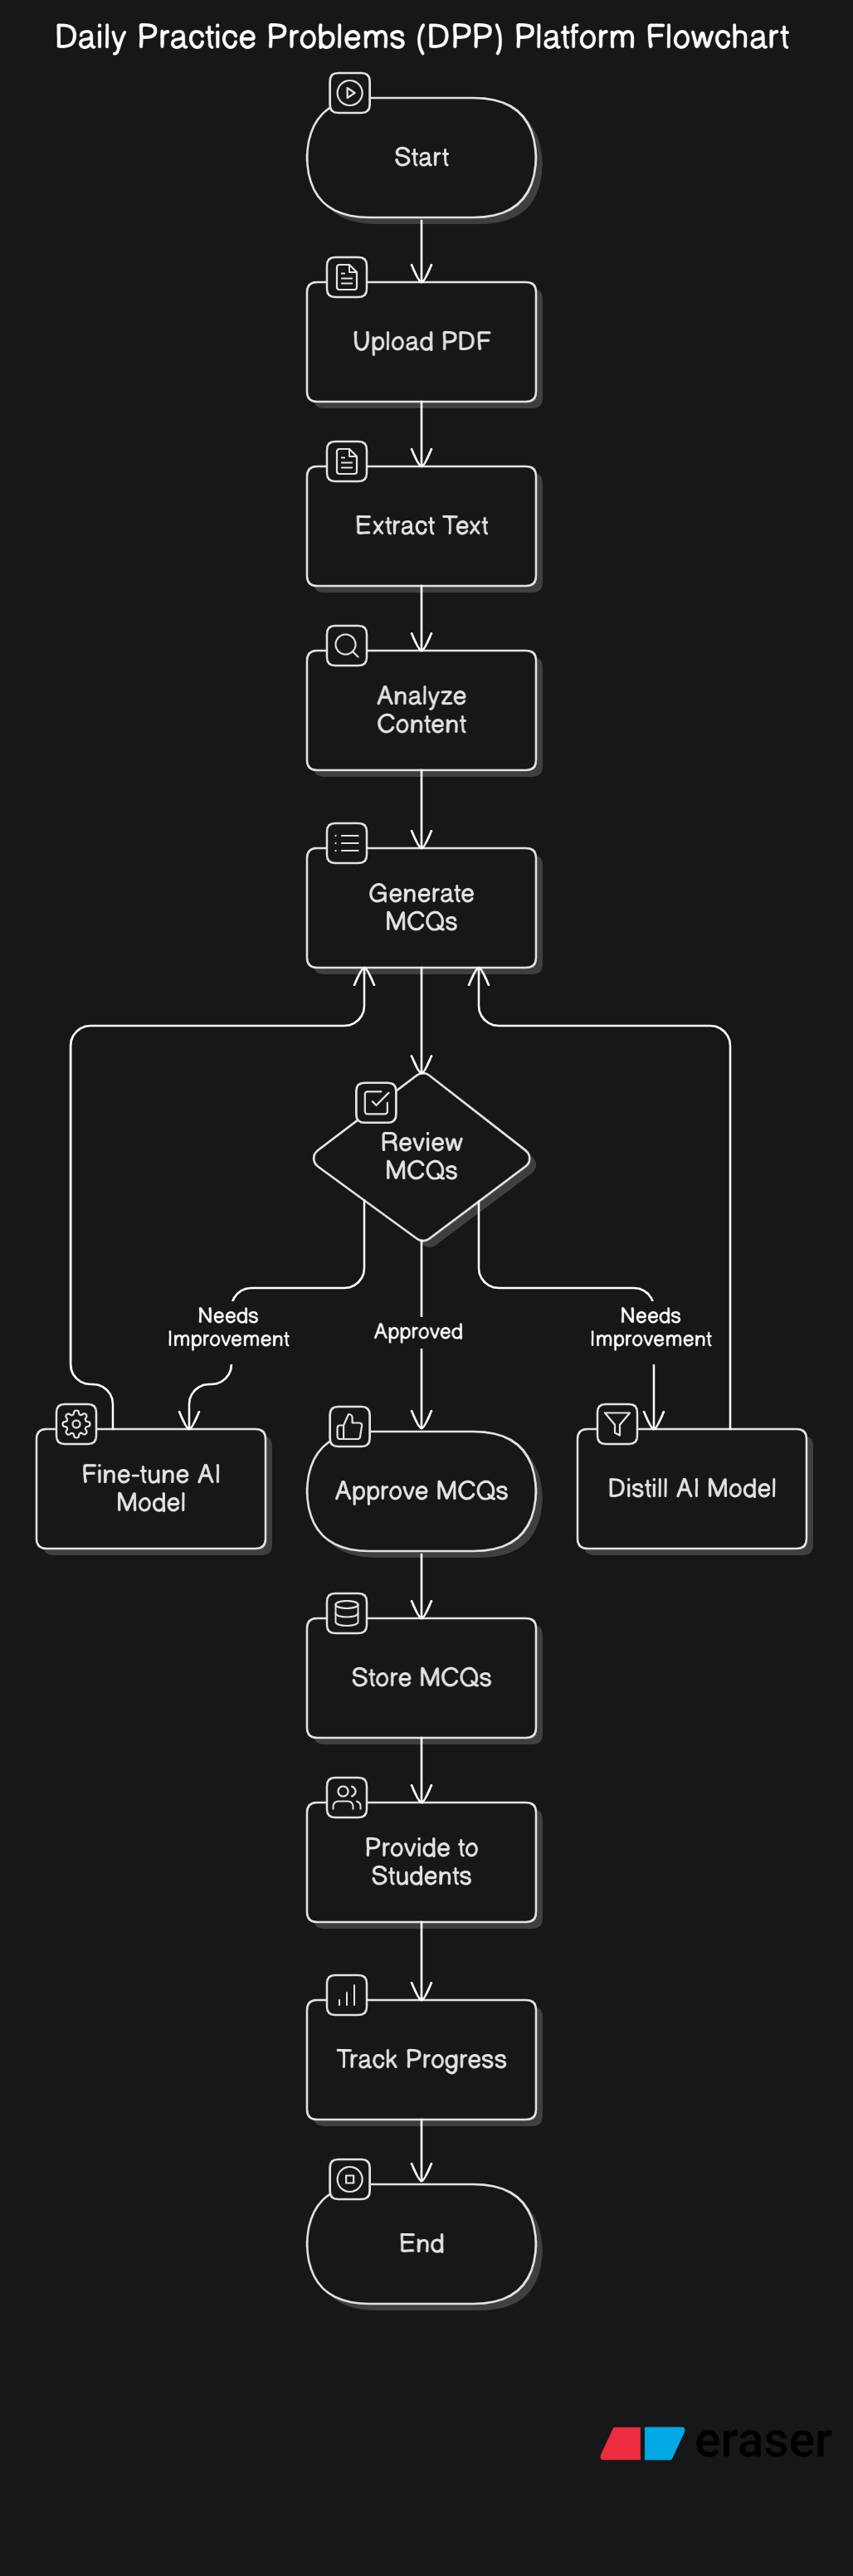 Daily Practice Problems (DPP) Platform Flowchart
Start
Upload PDF
Extract Text
Analyze
Content
Generate
MCQs
Review
MCQs
Needs
Improvement
Approved
Needs
Improvement
Fine-tune AI
Model
Approve MCQs
Distill AI Model
Store MCQs
Provide to
Students
Track Progress
End
eraser